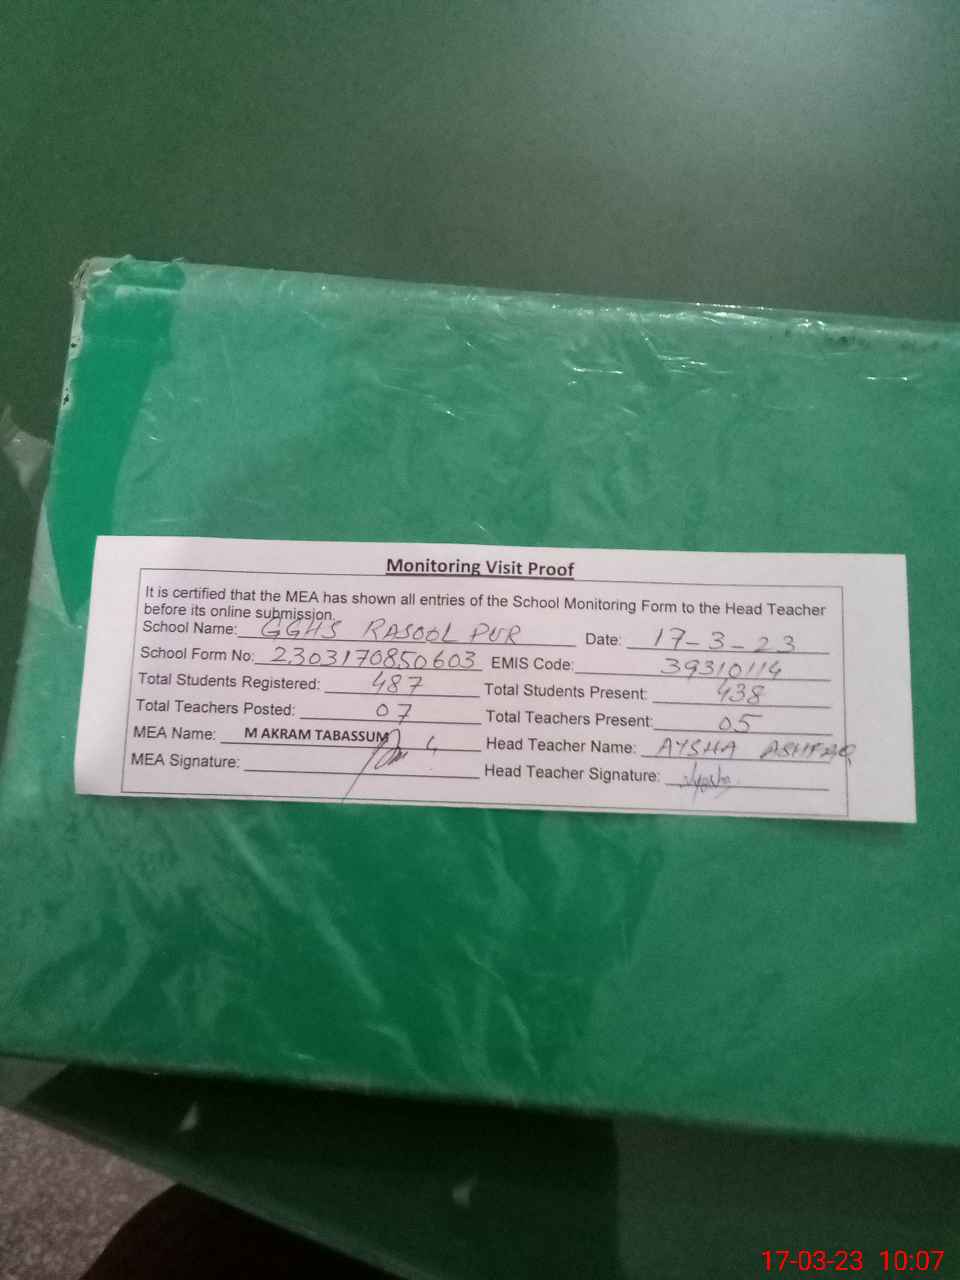 Monitoring Visit Proof
It is certified that the MEA has shown all entries of the School Monitoring Form to the Head Teacher
before its online submission.
School Name: GGHS RASOOL PUR Date: 17-3-23
School Form No: 2303170850603 EMIS Code: 39310114
Total Students Registered: 487 Total Students Present: 438
Total Teachers Posted: 07 Total Teachers Present: 05
MEA Name: M AKRAM TABASSUM Head Teacher Name: AYSHA ASHFAQ
MEA Signature: Head Teacher Signature: Aysha
17-03-23 10:07